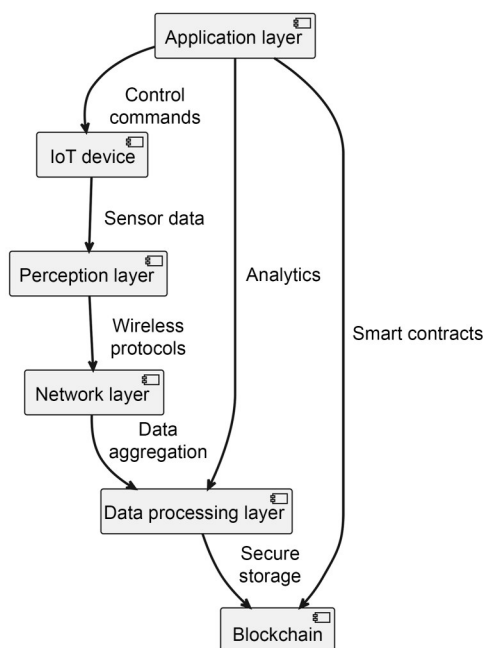 Application layer
Control
commands
IoT device
Sensor data
Perception layer
Analytics
Wireless
protocols
Smart contracts
Network layer
Data
aggregation
Data processing layer
Secure
storage
Blockchain